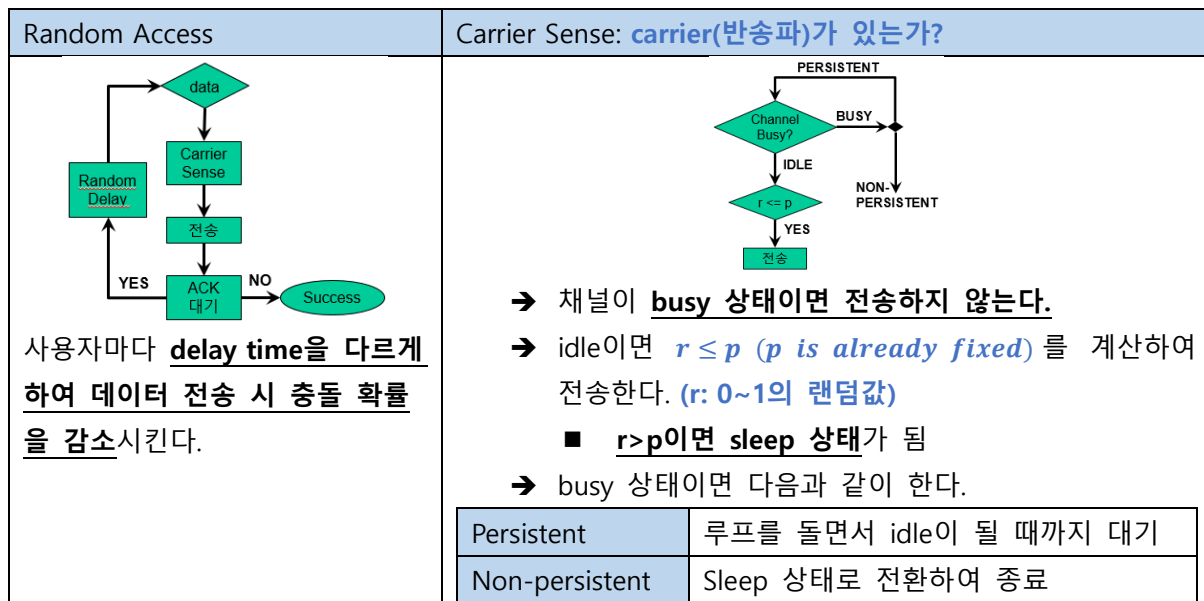 Random Access
data
Carrier
Sense
Random
Delay
전송
YES
ACK
대기
NO
Success
사용자마다 delay time을 다르게
하여 데이터 전송 시 충돌 확률
을 감소시킨다.
Carrier Sense: carrier(반송파)가 있는가?
PERSISTENT
Channel
Busy?
BUSY
IDLE
NON-
PERSISTENT
r <= p
YES
전송
➔ 채널이 busy 상태이면 전송하지 않는다.
➔ idle이면 r ≤ p (p is already fixed) 를 계산하여
전송한다. (r: 0~1의 랜덤값)
■ r>p이면 sleep 상태가 됨
➔ busy 상태이면 다음과 같이 한다.
Persistent 루프를 돌면서 idle이 될 때까지 대기
Non-persistent Sleep 상태로 전환하여 종료